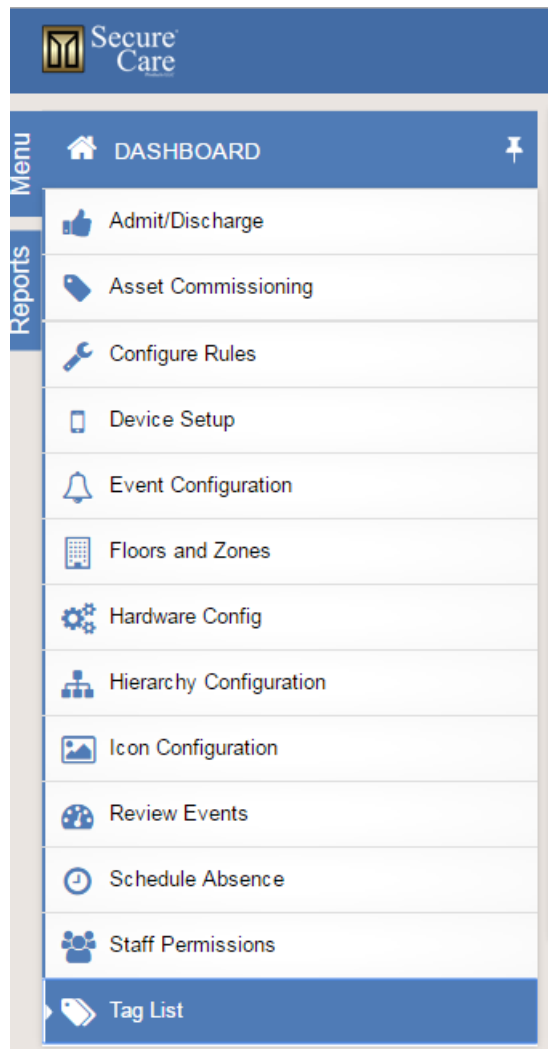 Secure
Care
Menu
DASHBOARD
Reports
Admit/Discharge
Asset Commissioning
Configure Rules
Device Setup
Event Configuration
Floors and Zones
Hardware Config
Hierarchy Configuration
Icon Configuration
Review Events
Schedule Absence
Staff Permissions
Tag List